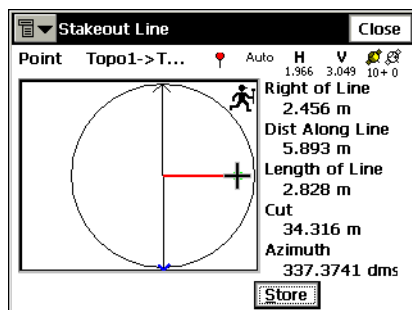 Stakeout Line Close
Point Topo1->T... Auto H V
1.966 3.049 10+ 0
Right of Line
2.456 m
Dist Along Line
5.893 m
Length of Line
2.828 m
Cut
34.316 m
Azimuth
337.3741 dms
Store